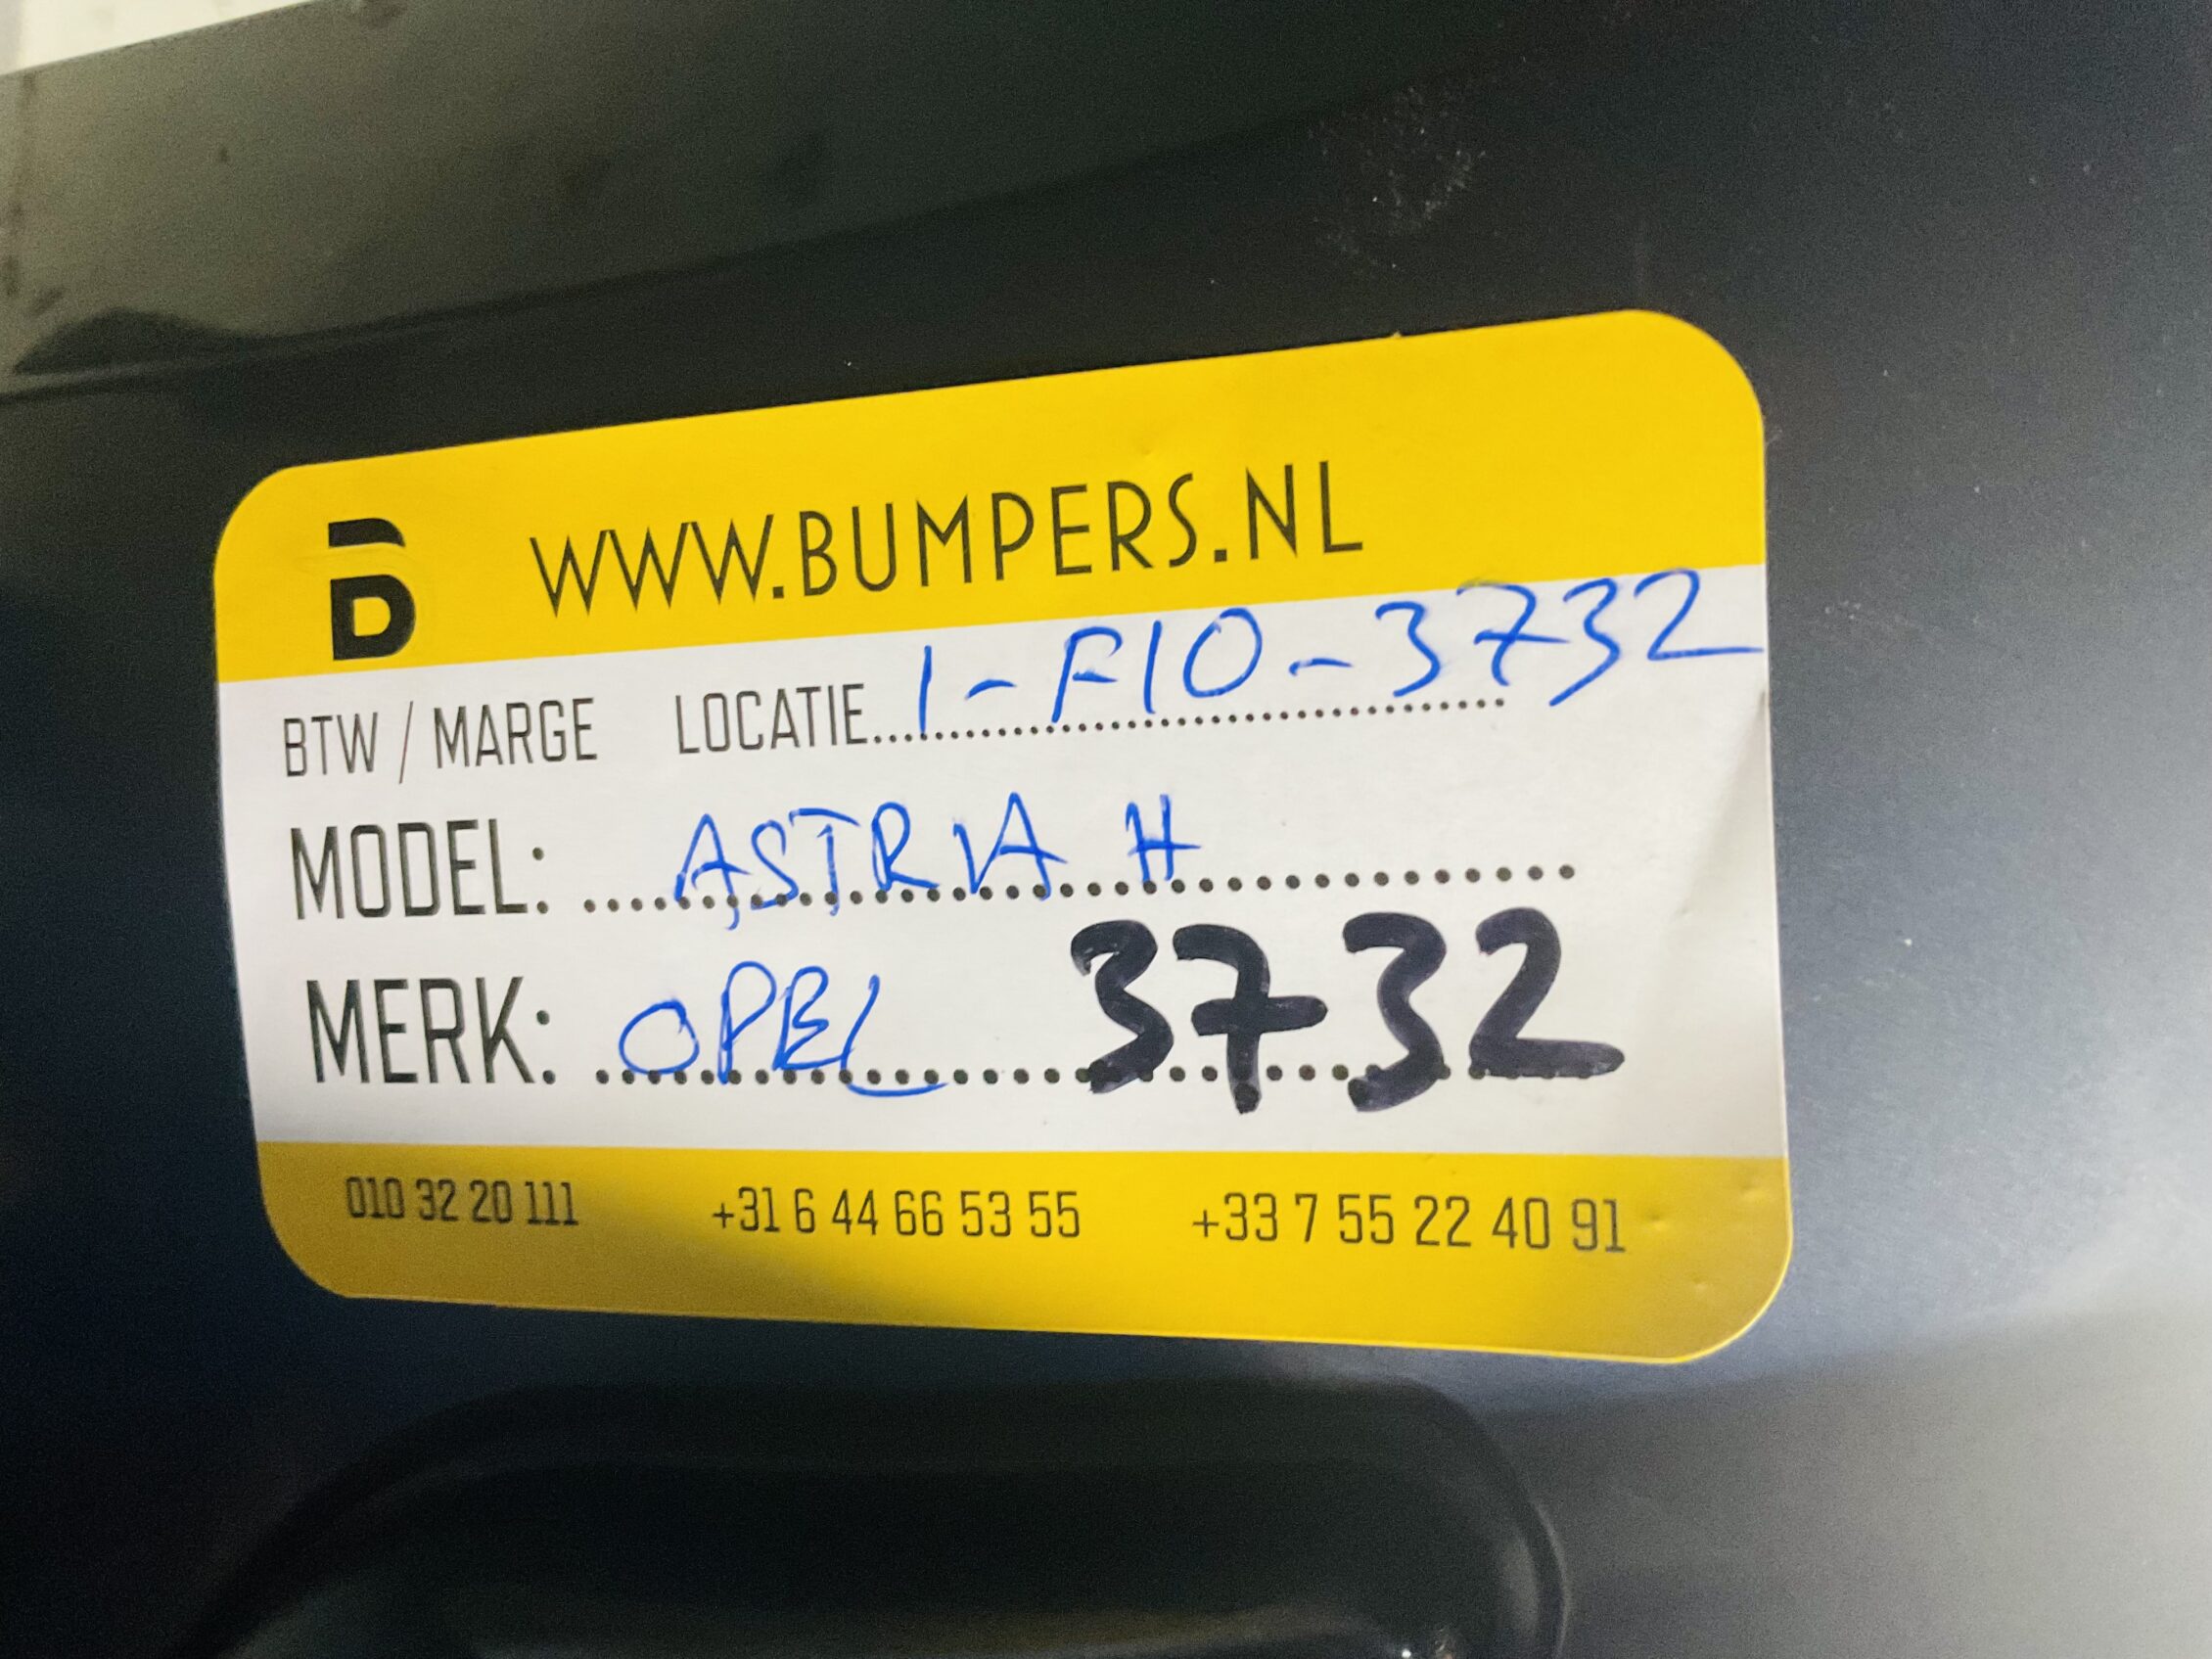 B WWW.BUMPERS.NL
BTW / MARGE LOCATIE 1-F10-3732
MODEL: ASTRA H
MERK: OPEL 3732
010 32 20 111 +31 6 44 66 53 55 +33 7 55 22 40 91